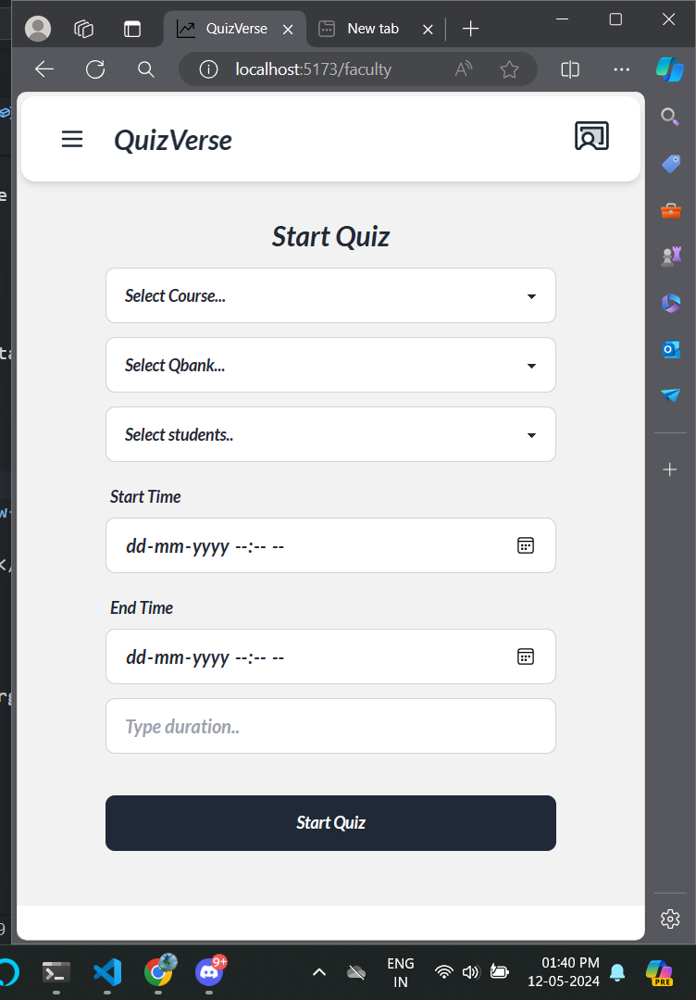 QuizVerse
New tab
localhost:5173/faculty
QuizVerse
Start Quiz
Select Course...
Select Qbank...
Select students..
Start Time
dd-mm-yyyy --:-- --
End Time
dd-mm-yyyy --:-- --
Type duration..
Start Quiz
9+
ENG
IN
01:40 PM
12-05-2024
PRE